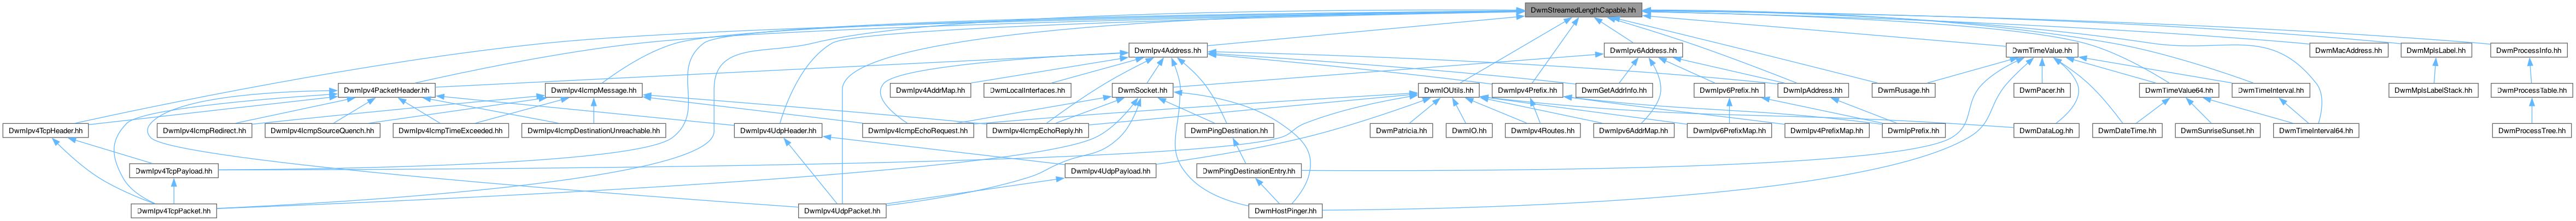 DwmStreamedLengthCapable.hh
DwmIpv4Address.hh
DwmIpv6Address.hh
DwmTimeValue.hh
DwmMacAddress.hh
DwmMplsLabel.hh
DwmProcessInfo.hh
DwmIpv4PacketHeader.hh
DwmIpv4IcmpMessage.hh
DwmIpv4AddrMap.hh
DwmLocalInterfaces.hh
DwmSocket.hh
DwmIOUtils.hh
DwmIpv4Prefix.hh
DwmGetAddrInfo.hh
DwmIpv6Prefix.hh
DwmIpAddress.hh
DwmRusage.hh
DwmPacer.hh
DwmTimeValue64.hh
DwmTimeInterval.hh
DwmMplsLabelStack.hh
DwmProcessTable.hh
DwmIpv4TcpHeader.hh
DwmIpv4IcmpRedirect.hh
DwmIpv4IcmpSourceQuench.hh
DwmIpv4IcmpTimeExceeded.hh
DwmIpv4IcmpDestinationUnreachable.hh
DwmIpv4UdpHeader.hh
DwmIpv4IcmpEchoRequest.hh
DwmIpv4IcmpEchoReply.hh
DwmPingDestination.hh
DwmPatricia.hh
DwmIO.hh
DwmIpv4Routes.hh
DwmIpv6AddrMap.hh
DwmIpv6PrefixMap.hh
DwmIpv4PrefixMap.hh
DwmIpPrefix.hh
DwmDataLog.hh
DwmDateTime.hh
DwmSunriseSunset.hh
DwmTimeInterval64.hh
DwmProcessTree.hh
DwmIpv4TcpPayload.hh
DwmIpv4UdpPayload.hh
DwmPingDestinationEntry.hh
DwmIpv4TcpPacket.hh
DwmIpv4UdpPacket.hh
DwmHostPinger.hh